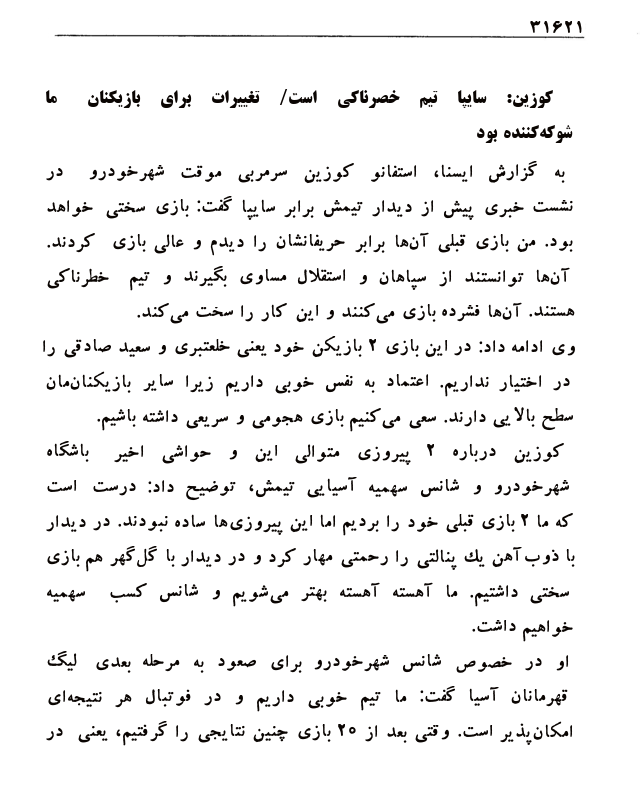 ۳۱۶۲۱
کوزین: سایپا تیم خصرناکی است/ تغییرات برای بازیکنان ما
شوکه‌کننده بود
به گزارش ایسنا، استفانو کوزین سرمربی موقت شهرخودرو در
نشست خبری پیش از دیدار تیمش برابر سایپا گفت: بازی سختی خواهد
بود. من بازی قبلی آن‌ها برابر حریفانشان را دیدم و عالی بازی کردند.
آن‌ها توانستند از سپاهان و استقلال مساوی بگیرند و تیم خطرناکی
هستند. آن‌ها فشرده بازی می‌کنند و این کار را سخت می‌کند.
وی ادامه داد: در این بازی ۲ بازیکن خود یعنی خلعتبری و سعید صادقی را
در اختیار نداریم. اعتماد به نفس خوبی داریم زیرا سایر بازیکنان‌مان
سطح بالایی دارند. سعی می‌کنیم بازی هجومی و سریعی داشته باشیم.
کوزین درباره ۲ پیروزی متوالی این و حواشی اخیر باشگاه
شهرخودرو و شانس سهمیه آسیایی تیمش، توضیح داد: درست است
که ما ۲ بازی قبلی خود را بردیم اما این پیروزی‌ها ساده نبودند. در دیدار
با ذوب آهن یك پنالتی را رحمتی مهار کرد و در دیدار با گل‌گهر هم بازی
سختی داشتیم. ما آهسته آهسته بهتر می‌شویم و شانس کسب سهمیه
خواهیم داشت.
او در خصوص شانس شهرخودرو برای صعود به مرحله بعدی لیگ
قهرمانان آسیا گفت: ما تیم خوبی داریم و در فوتبال هر نتیجه‌ای
امکان‌پذیر است. وقتی بعد از ۲۵ بازی چنین نتایجی را گرفتیم، یعنی در